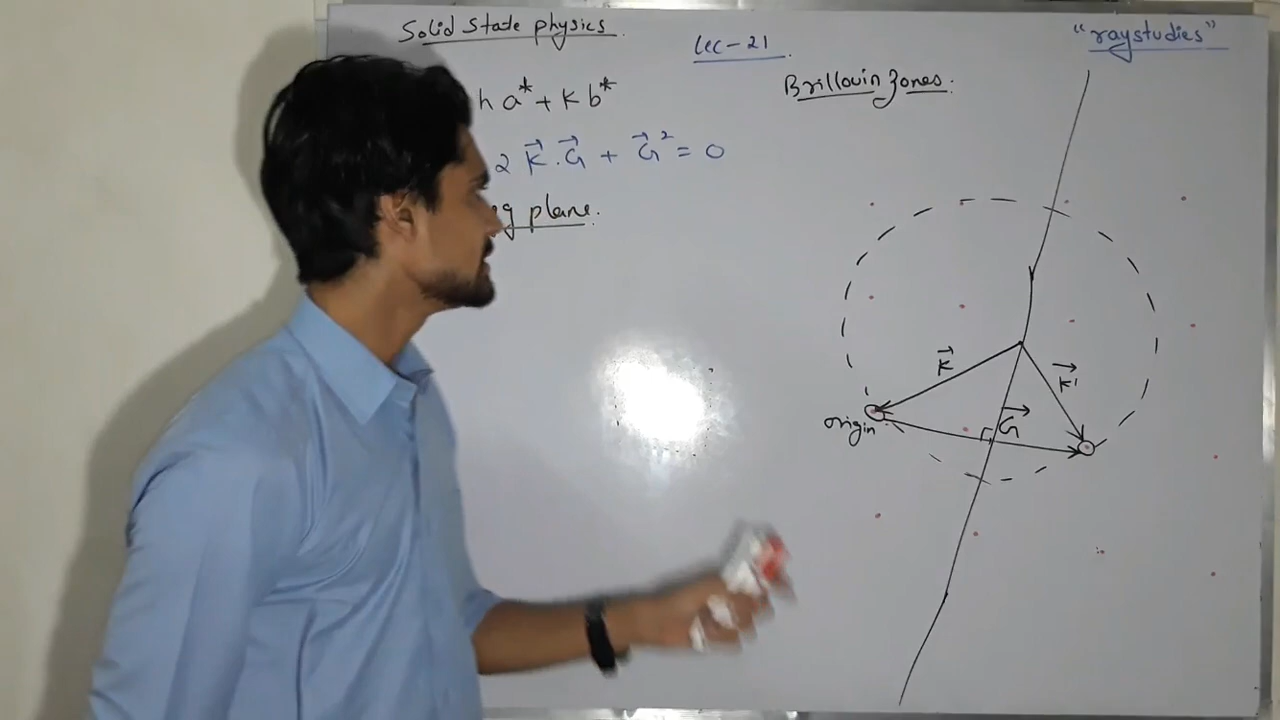 Solid State physics
Lec-21
"raystudies"
Brillouin Zones.
h a* + K b*
2 K⃗ . G⃗ + G⃗² = 0
plane.
K⃗
K⃗'
G⃗
origin